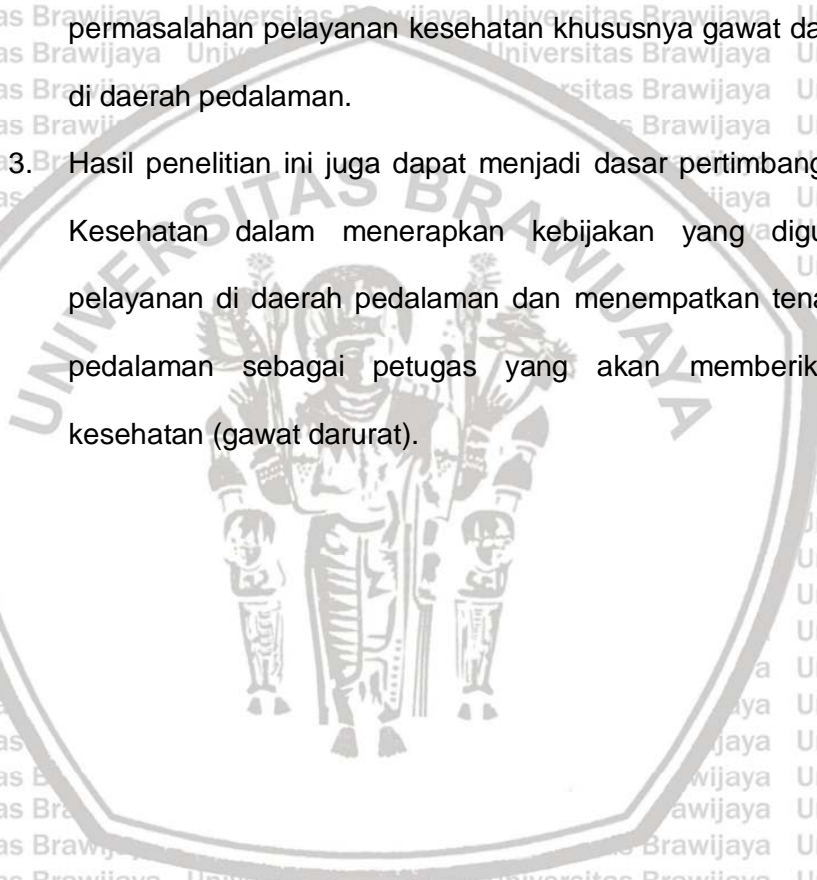 permasalahan pelayanan kesehatan khususnya gawat da
di daerah pedalaman.
3. Hasil penelitian ini juga dapat menjadi dasar pertimbang
Kesehatan dalam menerapkan kebijakan yang digu
pelayanan di daerah pedalaman dan menempatkan tena
pedalaman sebagai petugas yang akan memberik
kesehatan (gawat darurat).
UNIVERSITAS BRAWIJAYA